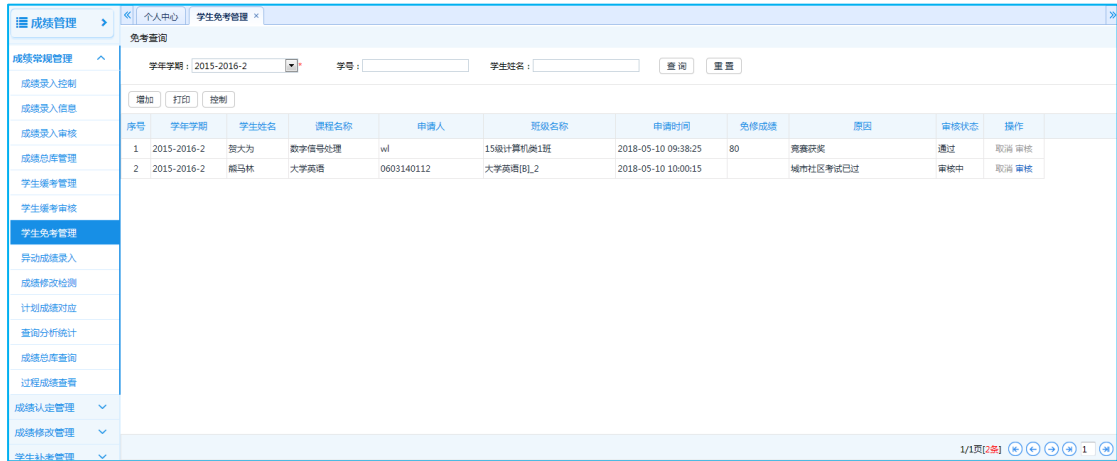 成绩管理
个人中心 学生免考管理 ×
免考查询
学年学期： 2015-2016-2 * 学号： 学生姓名： 查 询 重 置
增加 打印 控制
序号 学年学期 学生姓名 课程名称 申请人 班级名称 申请时间 免修成绩 原因 审核状态 操作
1 2015-2016-2 贺大为 数字信号处理 wl 15级计算机类1班 2018-05-10 09:38:25 80 竞赛获奖 通过 取消 审核
2 2015-2016-2 熊马林 大学英语 0603140112 大学英语[B]_2 2018-05-10 10:00:15 城市社区考试已过 审核中 取消 审核
成绩常规管理
成绩录入控制
成绩录入信息
成绩录入审核
成绩总库管理
学生缓考管理
学生缓考审核
学生免考管理
异动成绩录入
成绩修改检测
计划成绩对应
查询分析统计
成绩总库查询
过程成绩查看
成绩认定管理
成绩修改管理
学生补考管理
1/1页[2条] 1